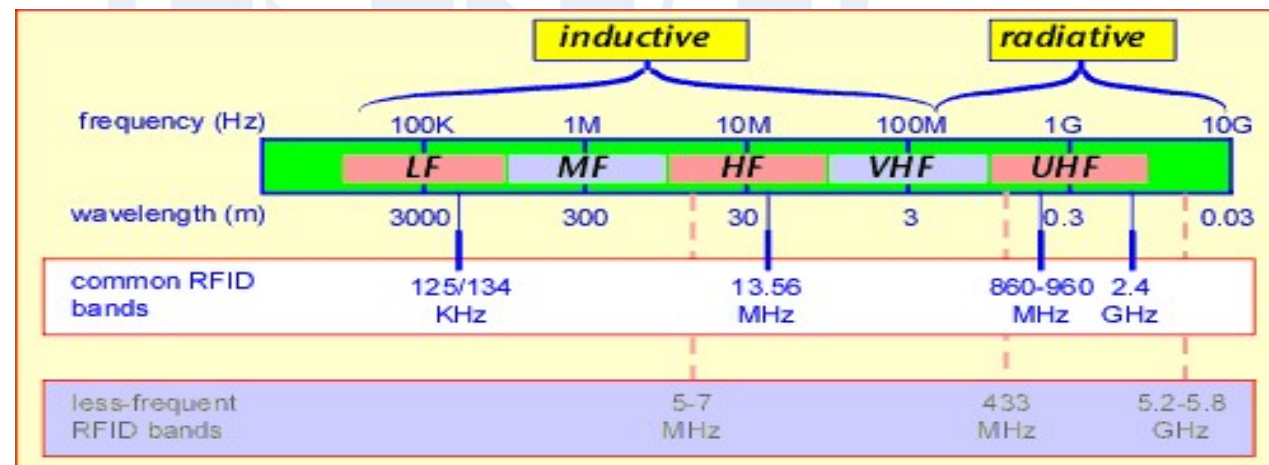 inductive radiative
frequency (Hz) 100K 1M 10M 100M 1G 10G
LF MF HF VHF UHF
wavelength (m) 3000 300 30 3 0.3 0.03
common RFID 125/134 13.56 860-960 2.4
bands KHz MHz MHz GHz
less-frequent 5-7 433 5.2-5.8
RFID bands MHz MHz GHz